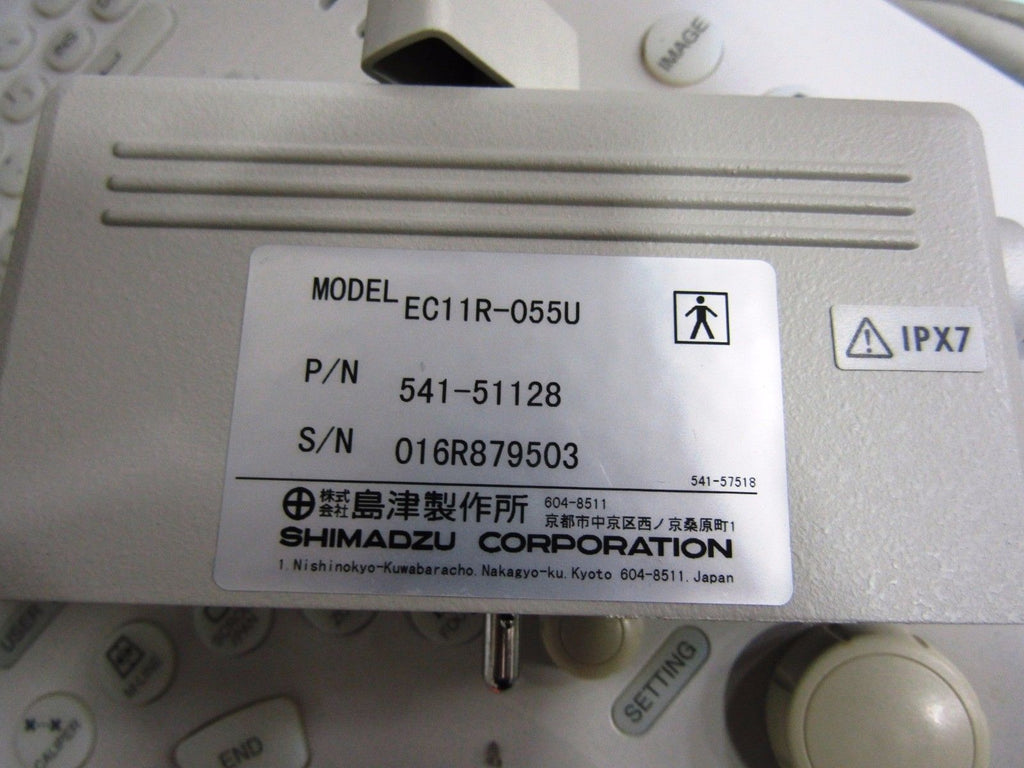 IMAGE
MODEL EC11R-055U
IPX7
P/N 541-51128
S/N 016R879503
541-57518
株式会社 島津製作所 604-8511
京都市中京区西ノ京桑原町1
SHIMADZU CORPORATION
1, Nishinokyo-Kuwabaracho, Nakagyo-ku, Kyoto 604-8511, Japan
USER
M-LINE
SETTING
CALIPER
END